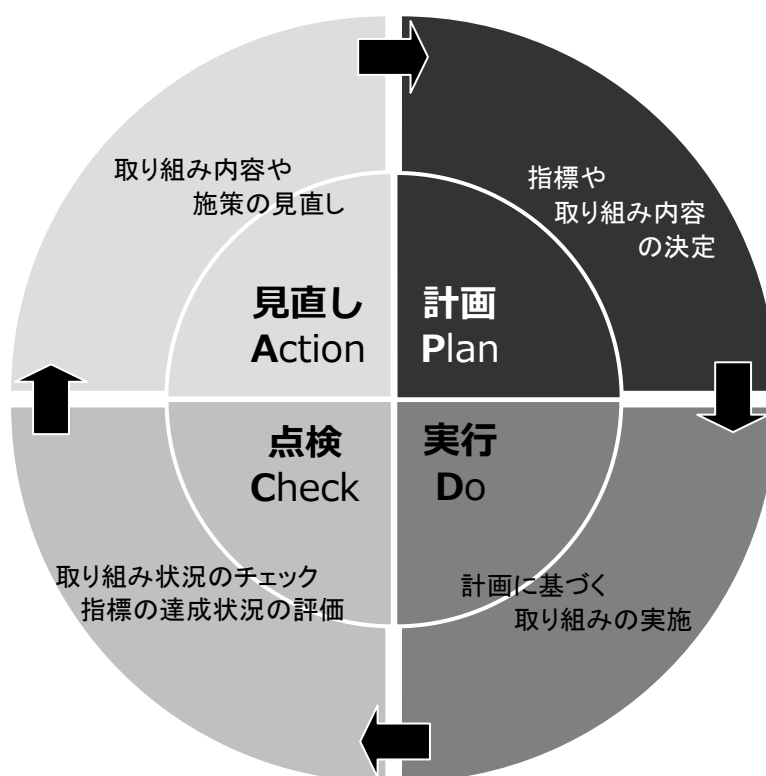 取り組み内容や
施策の見直し
見直し
Action
指標や
取り組み内容
の決定
計画
Plan
点検
Check
取り組み状況のチェック
指標の達成状況の評価
実行
Do
計画に基づく
取り組みの実施